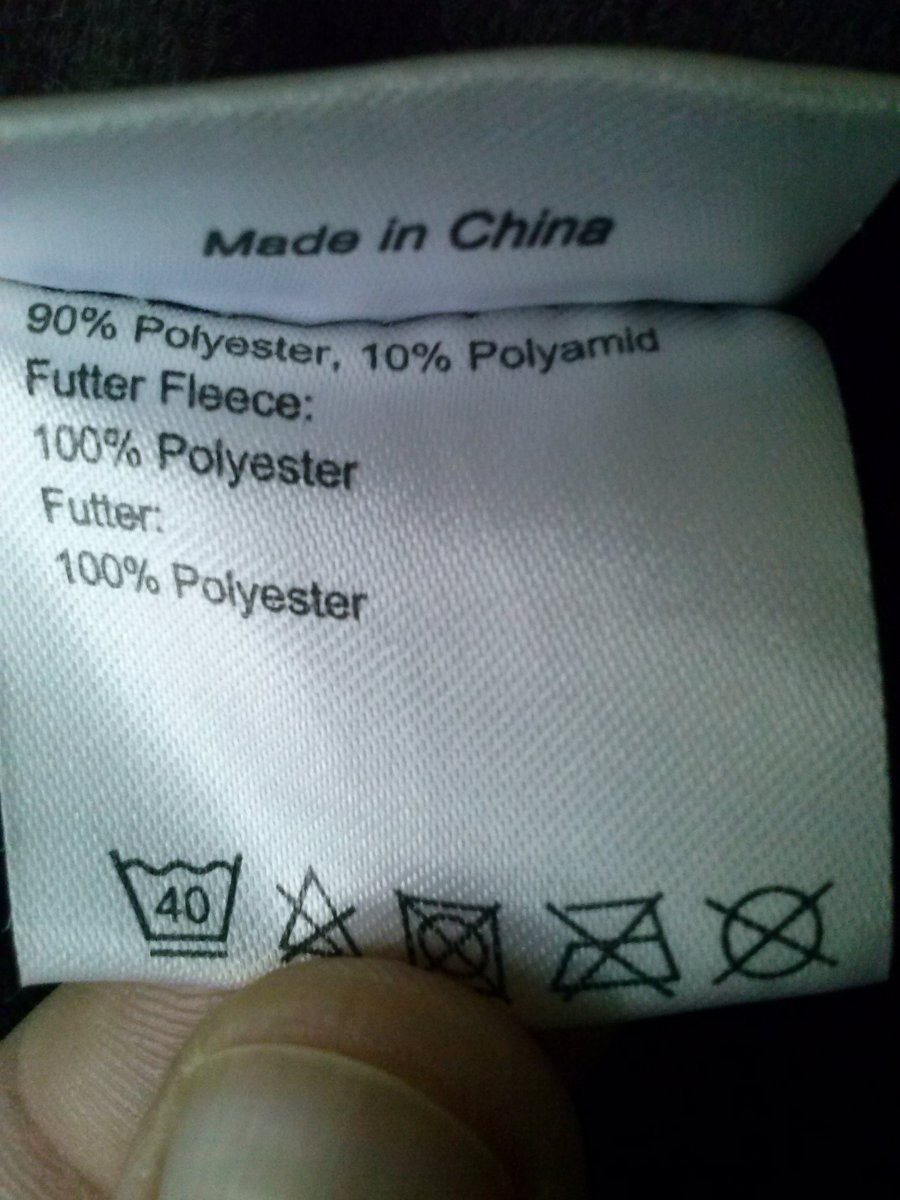 Made in China
90% Polyester, 10% Polyamid
Futter Fleece:
100% Polyester
Futter:
100% Polyester
40